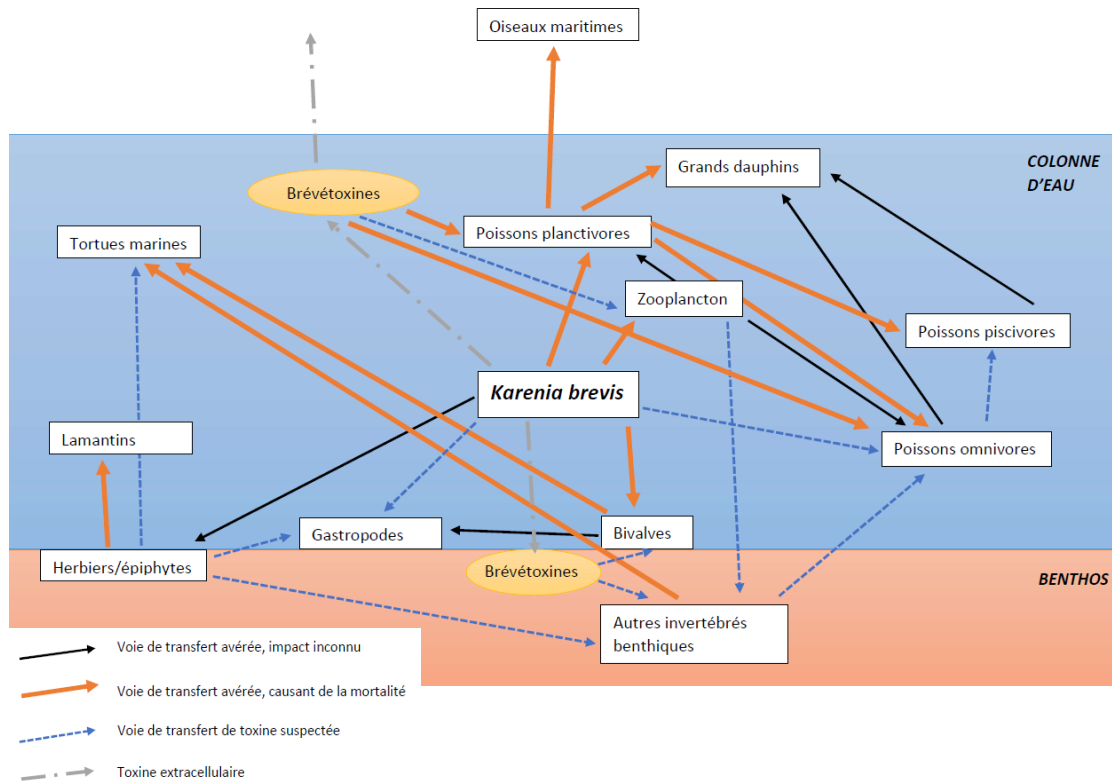 Oiseaux maritimes
Grands dauphins
COLONNE
D'EAU
Brévétoxines
Tortues marines
Poissons planctivores
Zooplancton
Poissons piscivores
Karenia brevis
Lamantins
Poissons omnivores
Gastropodes
Bivalves
Herbiers/épiphytes
Brévétoxines
BENTHOS
Autres invertébrés
benthiques
Voie de transfert avérée, impact inconnu
Voie de transfert avérée, causant de la mortalité
Voie de transfert de toxine suspectée
Toxine extracellulaire